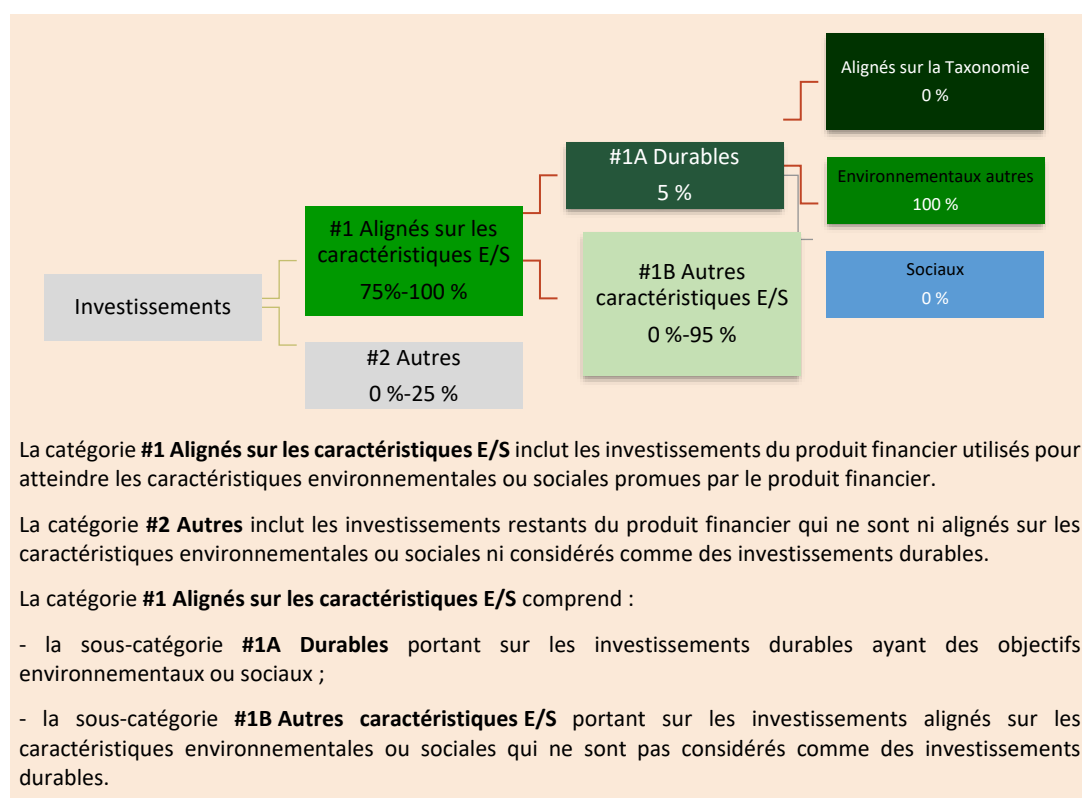 Alignés sur la Taxonomie
0 %
#1A Durables
5 %
Environnementaux autres
100 %
#1 Alignés sur les
caractéristiques E/S
75%-100 %
#1B Autres
caractéristiques E/S
0 %-95 %
Sociaux
0 %
Investissements
#2 Autres
0 %-25 %
La catégorie #1 Alignés sur les caractéristiques E/S inclut les investissements du produit financier utilisés pour
atteindre les caractéristiques environnementales ou sociales promues par le produit financier.
La catégorie #2 Autres inclut les investissements restants du produit financier qui ne sont ni alignés sur les
caractéristiques environnementales ou sociales ni considérés comme des investissements durables.
La catégorie #1 Alignés sur les caractéristiques E/S comprend :
- la sous-catégorie #1A Durables portant sur les investissements durables ayant des objectifs
environnementaux ou sociaux ;
- la sous-catégorie #1B Autres caractéristiques E/S portant sur les investissements alignés sur les
caractéristiques environnementales ou sociales qui ne sont pas considérés comme des investissements
durables.